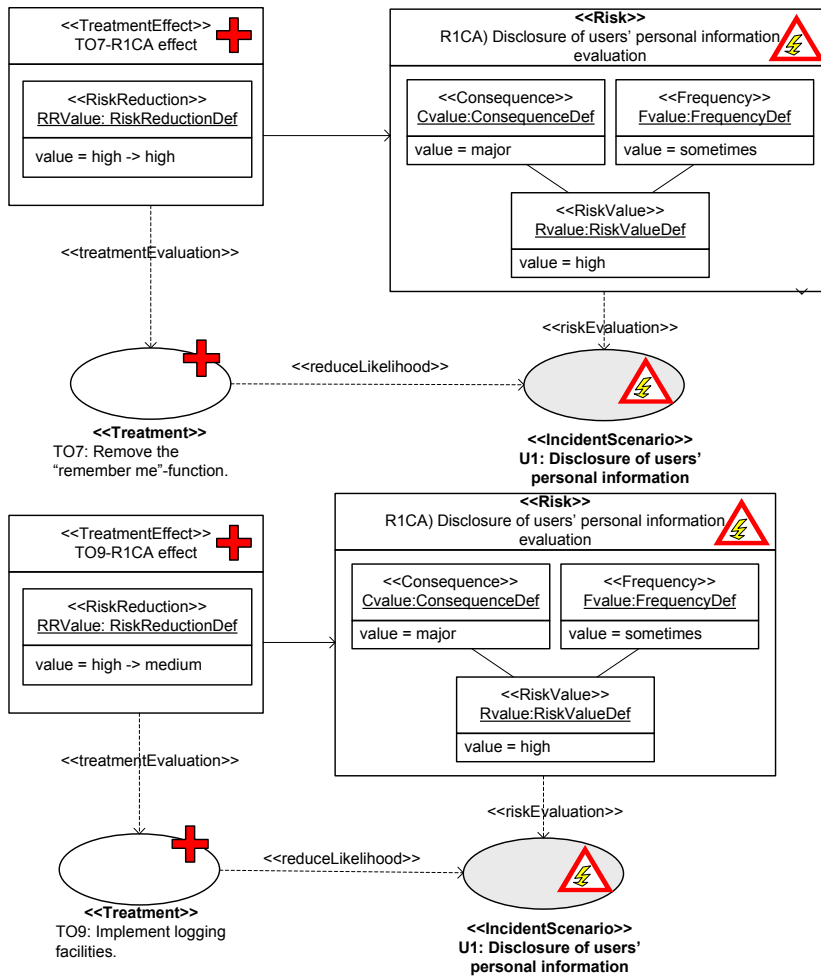 <<TreatmentEffect>>
TO7-R1CA effect
<<RiskReduction>>
RRValue: RiskReductionDef
value = high -> high
<<Risk>>
R1CA) Disclosure of users’ personal information
evaluation
<<Consequence>>
Cvalue:ConsequenceDef
value = major
<<Frequency>>
Fvalue:FrequencyDef
value = sometimes
<<RiskValue>>
Rvalue:RiskValueDef
value = high
<<treatmentEvaluation>>
<<riskEvaluation>>
<<reduceLikelihood>>
<<Treatment>>
TO7: Remove the
“remember me”-function.
<<IncidentScenario>>
U1: Disclosure of users’
personal information
<<TreatmentEffect>>
TO9-R1CA effect
<<RiskReduction>>
RRValue: RiskReductionDef
value = high -> medium
<<Risk>>
R1CA) Disclosure of users’ personal information
evaluation
<<Consequence>>
Cvalue:ConsequenceDef
value = major
<<Frequency>>
Fvalue:FrequencyDef
value = sometimes
<<RiskValue>>
Rvalue:RiskValueDef
value = high
<<treatmentEvaluation>>
<<riskEvaluation>>
<<reduceLikelihood>>
<<Treatment>>
TO9: Implement logging
facilities.
<<IncidentScenario>>
U1: Disclosure of users’
personal information